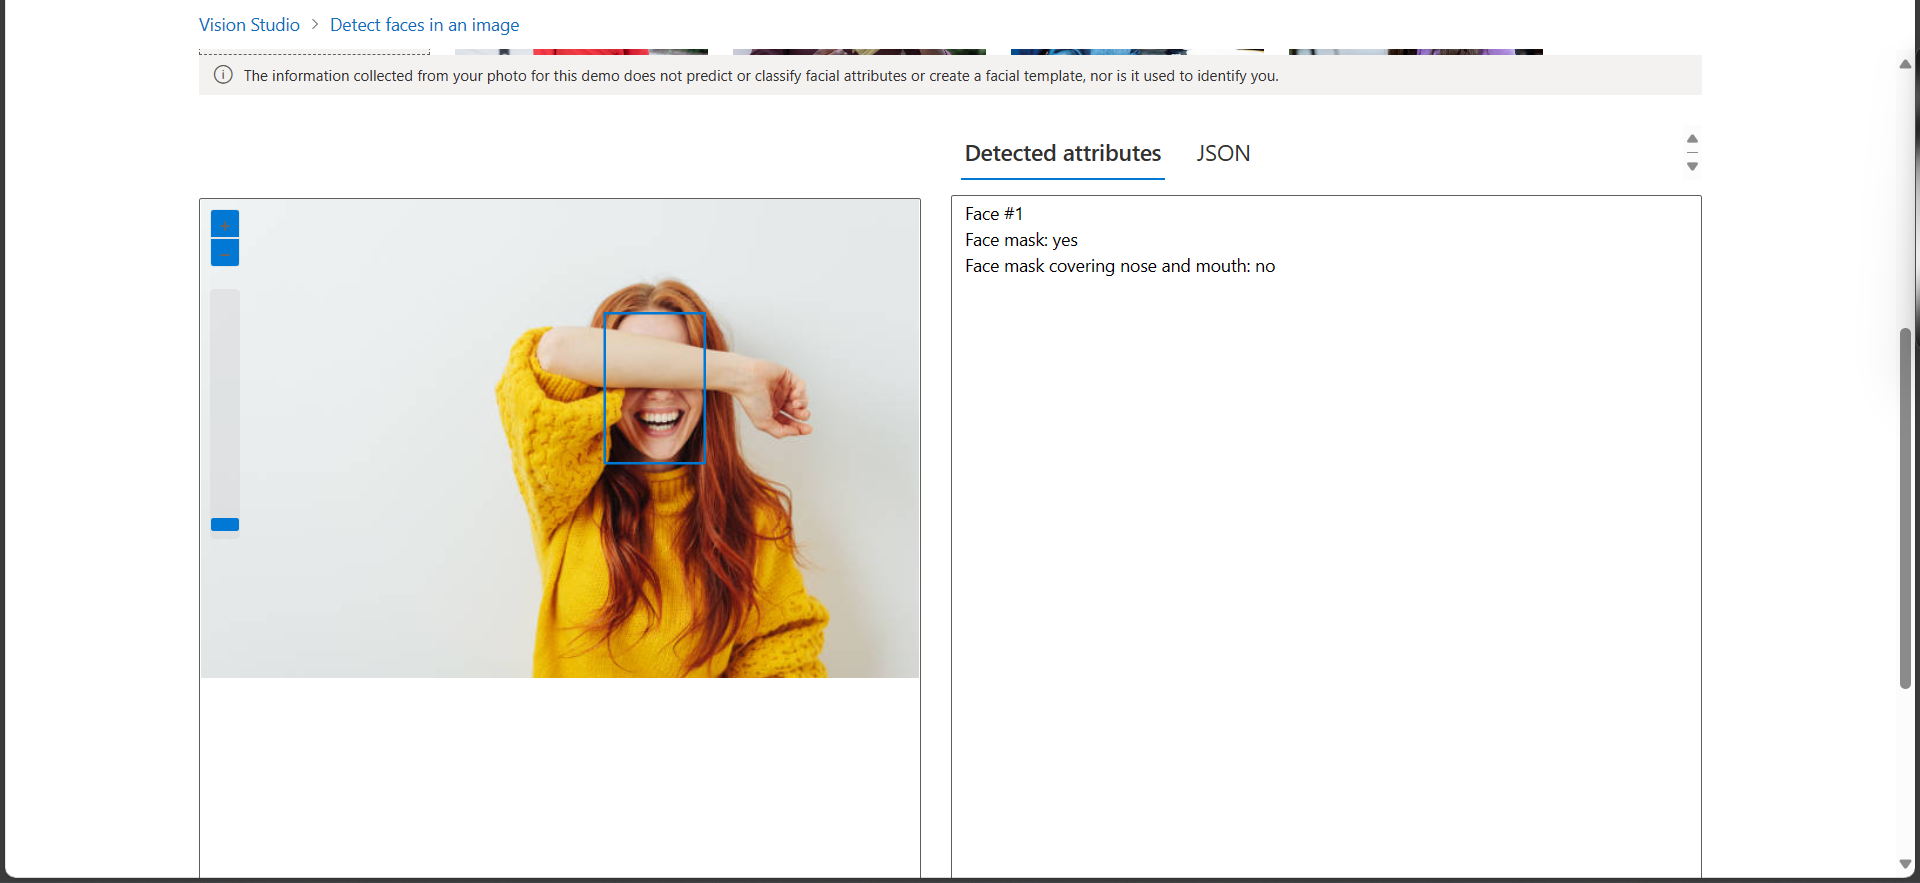 Vision Studio > Detect faces in an image
The information collected from your photo for this demo does not predict or classify facial attributes or create a facial template, nor is it used to identify you.
Detected attributes JSON
+
−
Face #1
Face mask: yes
Face mask covering nose and mouth: no